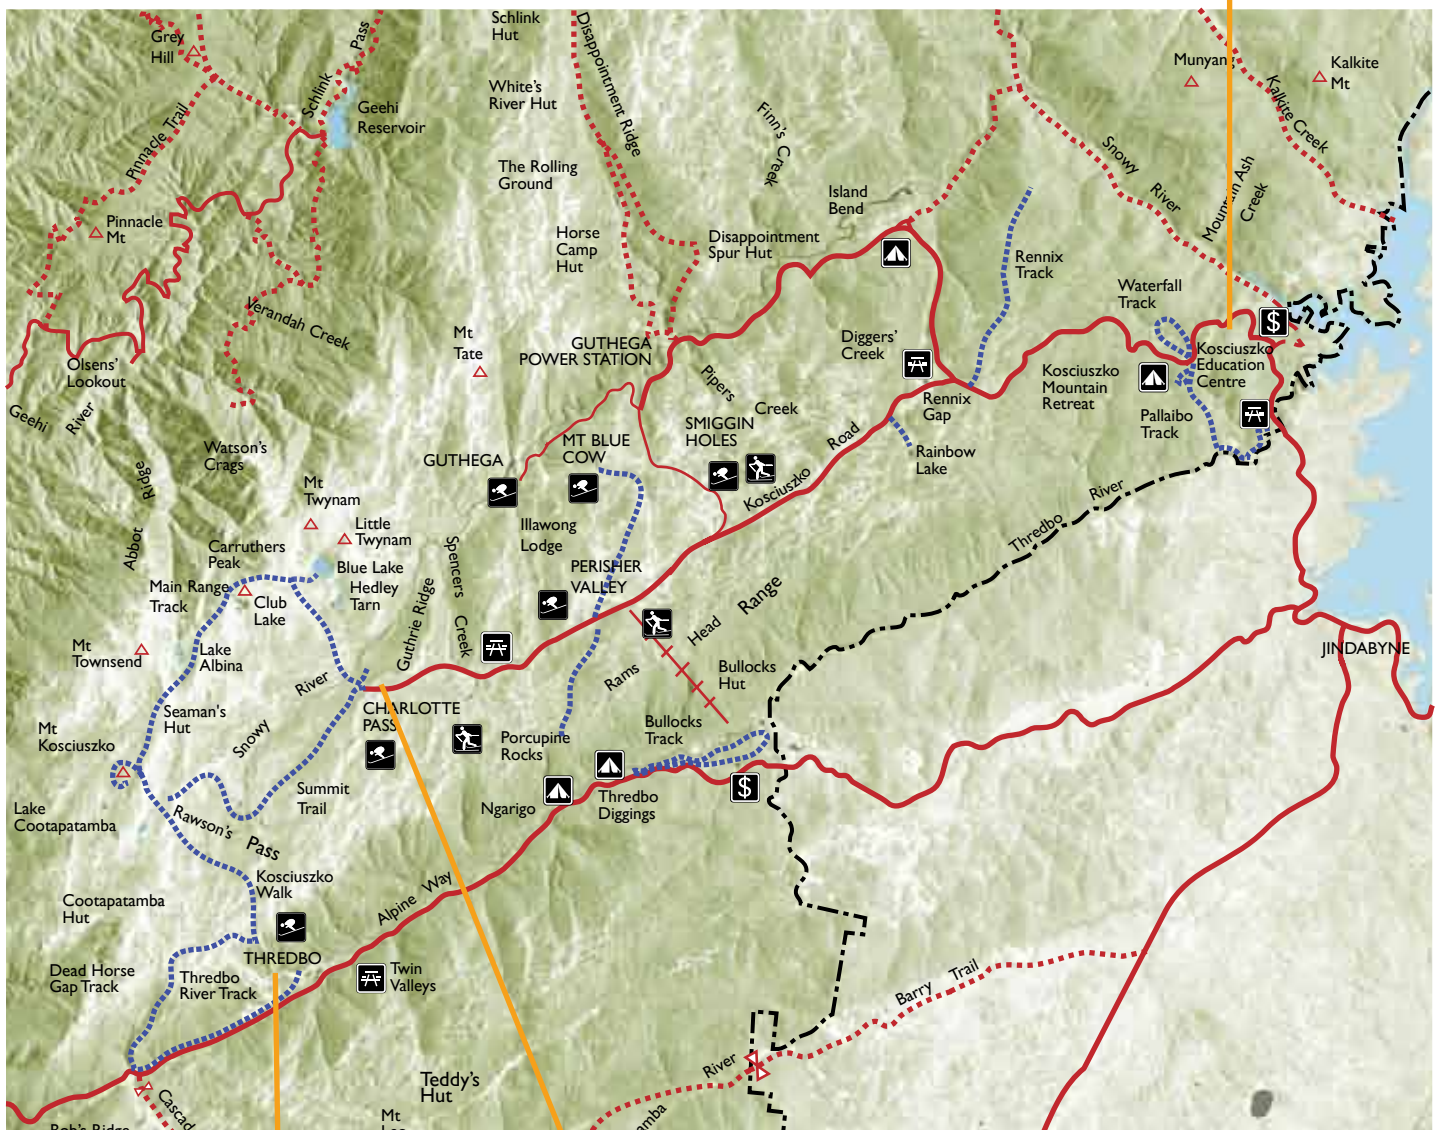 Grey
Hill
Schlink
Pass
Schlink
Hut
Disappointment Ridge
Munyang
Kalkite
Mt
Kalkite Creek
Pinnacle Trail
Geehi
Reservoir
White's
River Hut
Finn's Creek
Snowy
River
Mountain Ash
Creek
The Rolling
Ground
Island
Bend
Pinnacle
Mt
Horse
Camp
Hut
Disappointment
Spur Hut
Rennix
Track
Waterfall
Track
Verandah Creek
Mt
Tate
GUTHEGA
POWER STATION
Diggers'
Creek
$
Kosciuszko
Education
Centre
Olsens'
Lookout
Geehi
River
Pipers
Creek
Rennix
Gap
Kosciuszko
Mountain
Retreat
Pallaibo
Track
SMIGGIN
HOLES
MT BLUE
COW
GUTHEGA
Kosciuszko
Road
Rainbow
Lake
Watson's
Crags
Abbot
Ridge
Mt
Twynam
Little
Twynam
Illawong
Lodge
Thredbo
River
Carruthers
Peak
Blue Lake
Hedley
Tarn
Main Range
Track
Club
Lake
Spencers
Creek
Guthrie Ridge
PERISHER
VALLEY
Rams
Head
Range
Mt
Townsend
Lake
Albina
JINDABYNE
Snowy
River
Bullocks
Hut
Seaman's
Hut
CHARLOTTE
PASS
Mt
Kosciuszko
Porcupine
Rocks
Bullocks
Track
Summit
Trail
Ngarigo
Thredbo
Diggings
$
Lake
Cootapatamba
Rawson's
Pass
Kosciuszko
Walk
Alpine Way
Cootapatamba
Hut
THREDBO
Dead Horse
Gap Track
Thredbo
River Track
Twin
Valleys
Barry
Trail
River
Teddy's
Hut
Cascad
Mt
amba